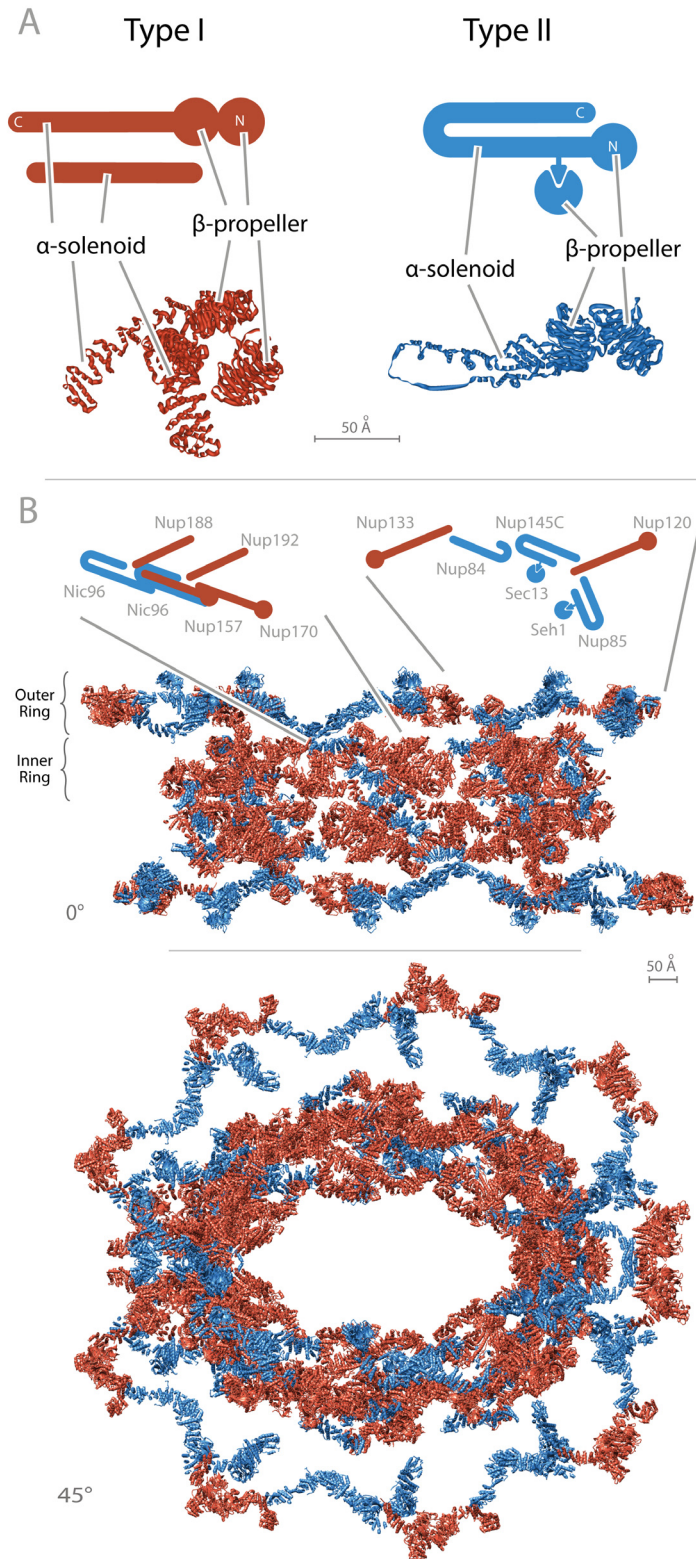 A
Type I
Type II
C
N
C
N
β-propeller
α-solenoid
β-propeller
α-solenoid
50 Å
B
Nup188
Nup192
Nic96
Nic96
Nup157
Nup170
Nup133
Nup145C
Nup120
Nup84
Sec13
Seh1
Nup85
Outer
Ring
Inner
Ring
0°
50 Å
45°